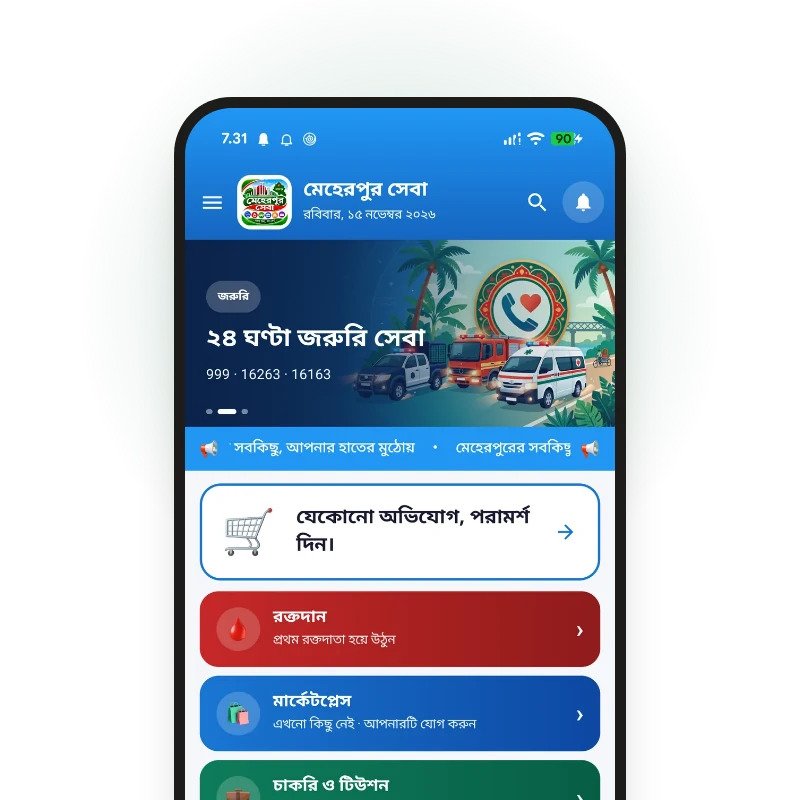 7.31
90
মেহেরপুর সেবা
মেহেরপুর সেবা
রবিবার, ১৫ নভেম্বর ২০২৬
জরুরি
২৪ ঘণ্টা জরুরি সেবা
999 · 16263 · 16163
সবকিছু, আপনার হাতের মুঠোয় • মেহেরপুরের সবকিছু
যেকোনো অভিযোগ, পরামর্শ
দিন।
রক্তদান
প্রথম রক্তদাতা হয়ে উঠুন
মার্কেটপ্লেস
এখনো কিছু নেই · আপনারটি যোগ করুন
চাকরি ও টিউশন